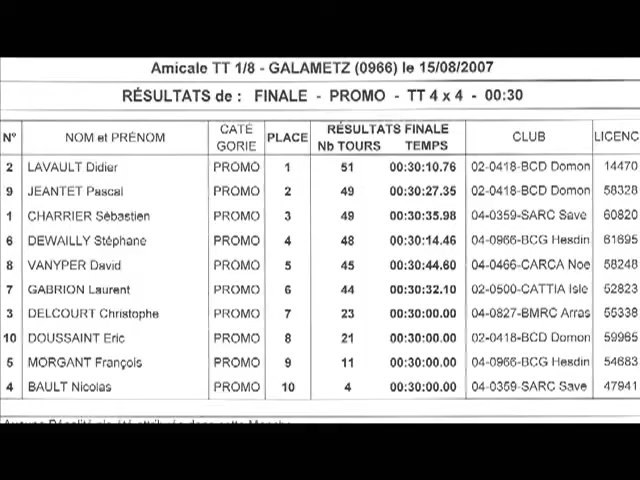 Amicale TT 1/8 - GALAMETZ (0966) le 15/08/2007
RÉSULTATS de : FINALE - PROMO - TT 4 x 4 - 00:30
N° NOM et PRÉNOM CATÉ GORIE PLACE RÉSULTATS FINALE Nb TOURS TEMPS CLUB LICENC
2 LAVAULT Didier PROMO 1 51 00:30:10.76 02-0418-BCD Domon 14470
9 JEANTET Pascal PROMO 2 49 00:30:27.35 02-0418-BCD Domon 58328
1 CHARRIER Sébastien PROMO 3 49 00:30:35.98 04-0359-SARC Save 60820
6 DEWAILLY Stéphane PROMO 4 48 00:30:14.46 04-0966-BCG Hesdin 61695
8 VANYPER David PROMO 5 45 00:30:44.60 04-0466-CARCA Noe 58248
7 GABRION Laurent PROMO 6 44 00:30:32.10 02-0500-CATTIA Isle 52823
3 DELCOURT Christophe PROMO 7 23 00:30:00.00 04-0827-BMRC Arras 55338
10 DOUSSAINT Eric PROMO 8 21 00:30:00.00 02-0418-BCD Domon 59965
5 MORGANT François PROMO 9 11 00:30:00.00 04-0966-BCG Hesdin 54683
4 BAULT Nicolas PROMO 10 4 00:30:00.00 04-0359-SARC Save 47941